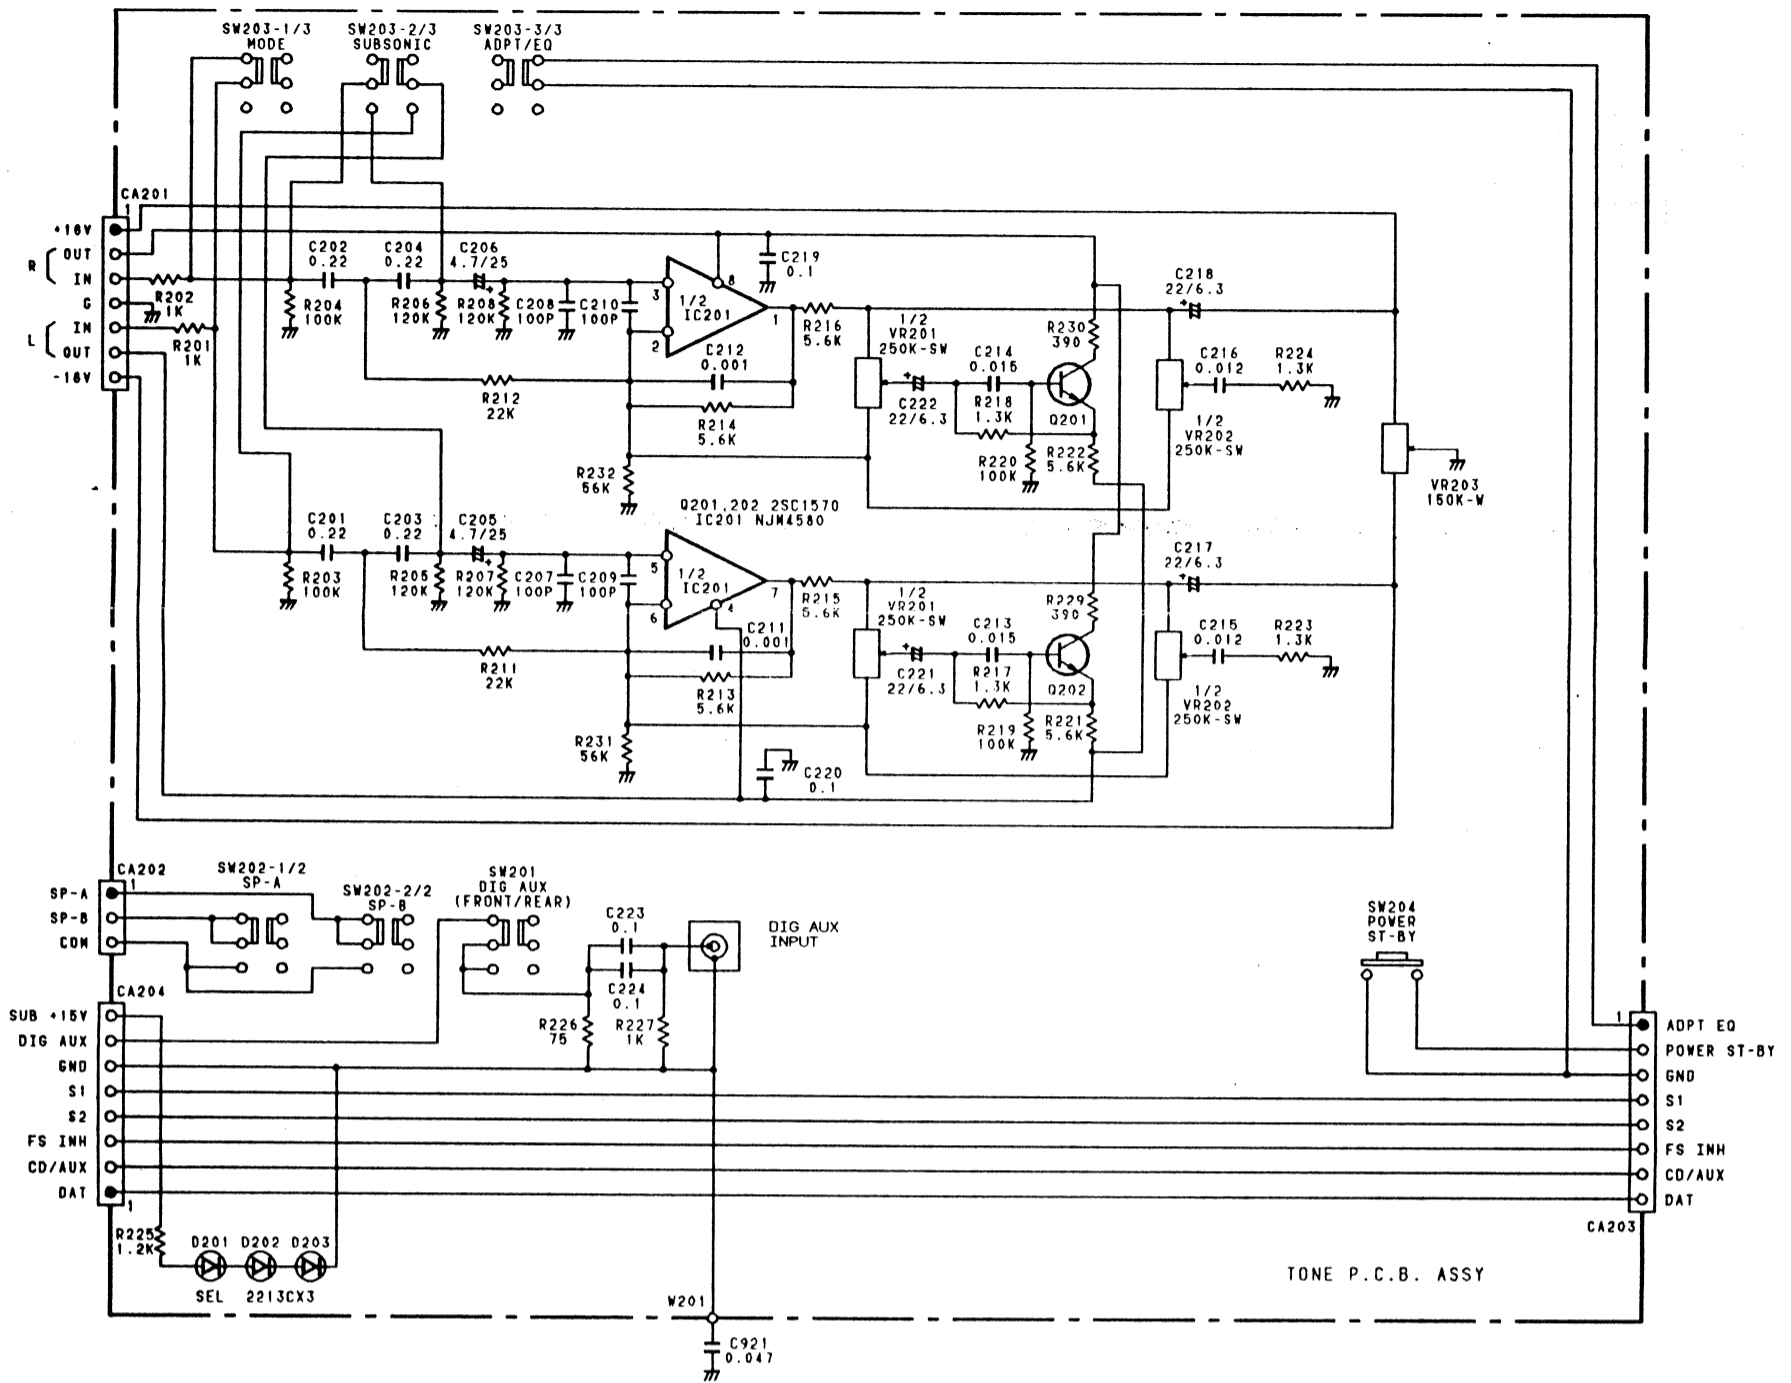 SW203-1/3
MODE
SW203-2/3
SUBSONIC
SW203-3/3
ADPT/EQ
CA201
1
+16V
R
OUT
IN
G
L
IN
OUT
-16V
R202
1K
R201
1K
R204
100K
C202
0.22
C204
0.22
R206
120K
C206
4.7/25
+
R208
120K
C208
100P
C210
100P
3
2
8
1
1/2
IC201
C219
0.1
C212
0.001
R212
22K
R214
5.6K
R232
56K
R216
5.6K
1/2
VR201
250K-SW
+
C222
22/6.3
C214
0.015
R218
1.3K
R220
100K
R230
390
Q201
R222
5.6K
C218
22/6.3
+
C216
0.012
R224
1.3K
1/2
VR202
250K-SW
VR203
150K-W
Q201,202 2SC1570
IC201 NJM4580
C201
0.22
C203
0.22
C205
4.7/25
+
R203
100K
R205
120K
R207
120K
C207
100P
C209
100P
5
6
4
7
1/2
IC201
C211
0.001
R211
22K
R213
5.6K
R231
56K
R215
5.6K
1/2
VR201
250K-SW
+
C221
22/6.3
C213
0.015
R217
1.3K
R219
100K
R229
390
Q202
R221
5.6K
C217
22/6.3
+
C215
0.012
R223
1.3K
1/2
VR202
250K-SW
C220
0.1
CA202
1
SP-A
SP-B
COM
SW202-1/2
SP-A
SW202-2/2
SP-B
SW201
DIG AUX
(FRONT/REAR)
C223
0.1
C224
0.1
R226
75
R227
1K
DIG AUX
INPUT
SW204
POWER
ST-BY
CA204
SUB +15V
DIG AUX
GND
S1
S2
FS INH
CD/AUX
DAT
1
1
ADPT EQ
POWER ST-BY
GND
S1
S2
FS INH
CD/AUX
DAT
CA203
R225
1.2K
D201
D202
D203
SEL 2213CX3
TONE P.C.B. ASSY
W201
C921
0.047